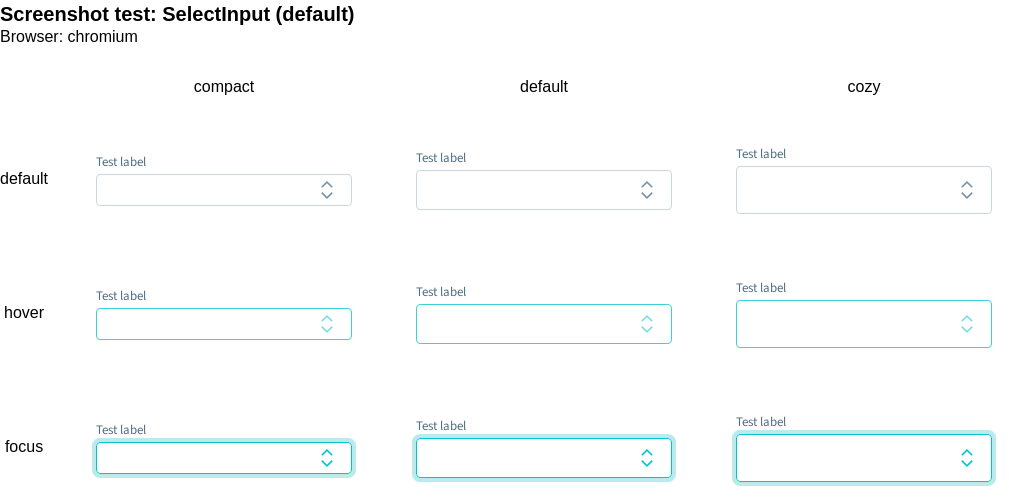 Screenshot test: SelectInput (default)
Browser: chromium
compact default cozy
default Test label Test label Test label
hover Test label Test label Test label
focus Test label Test label Test label